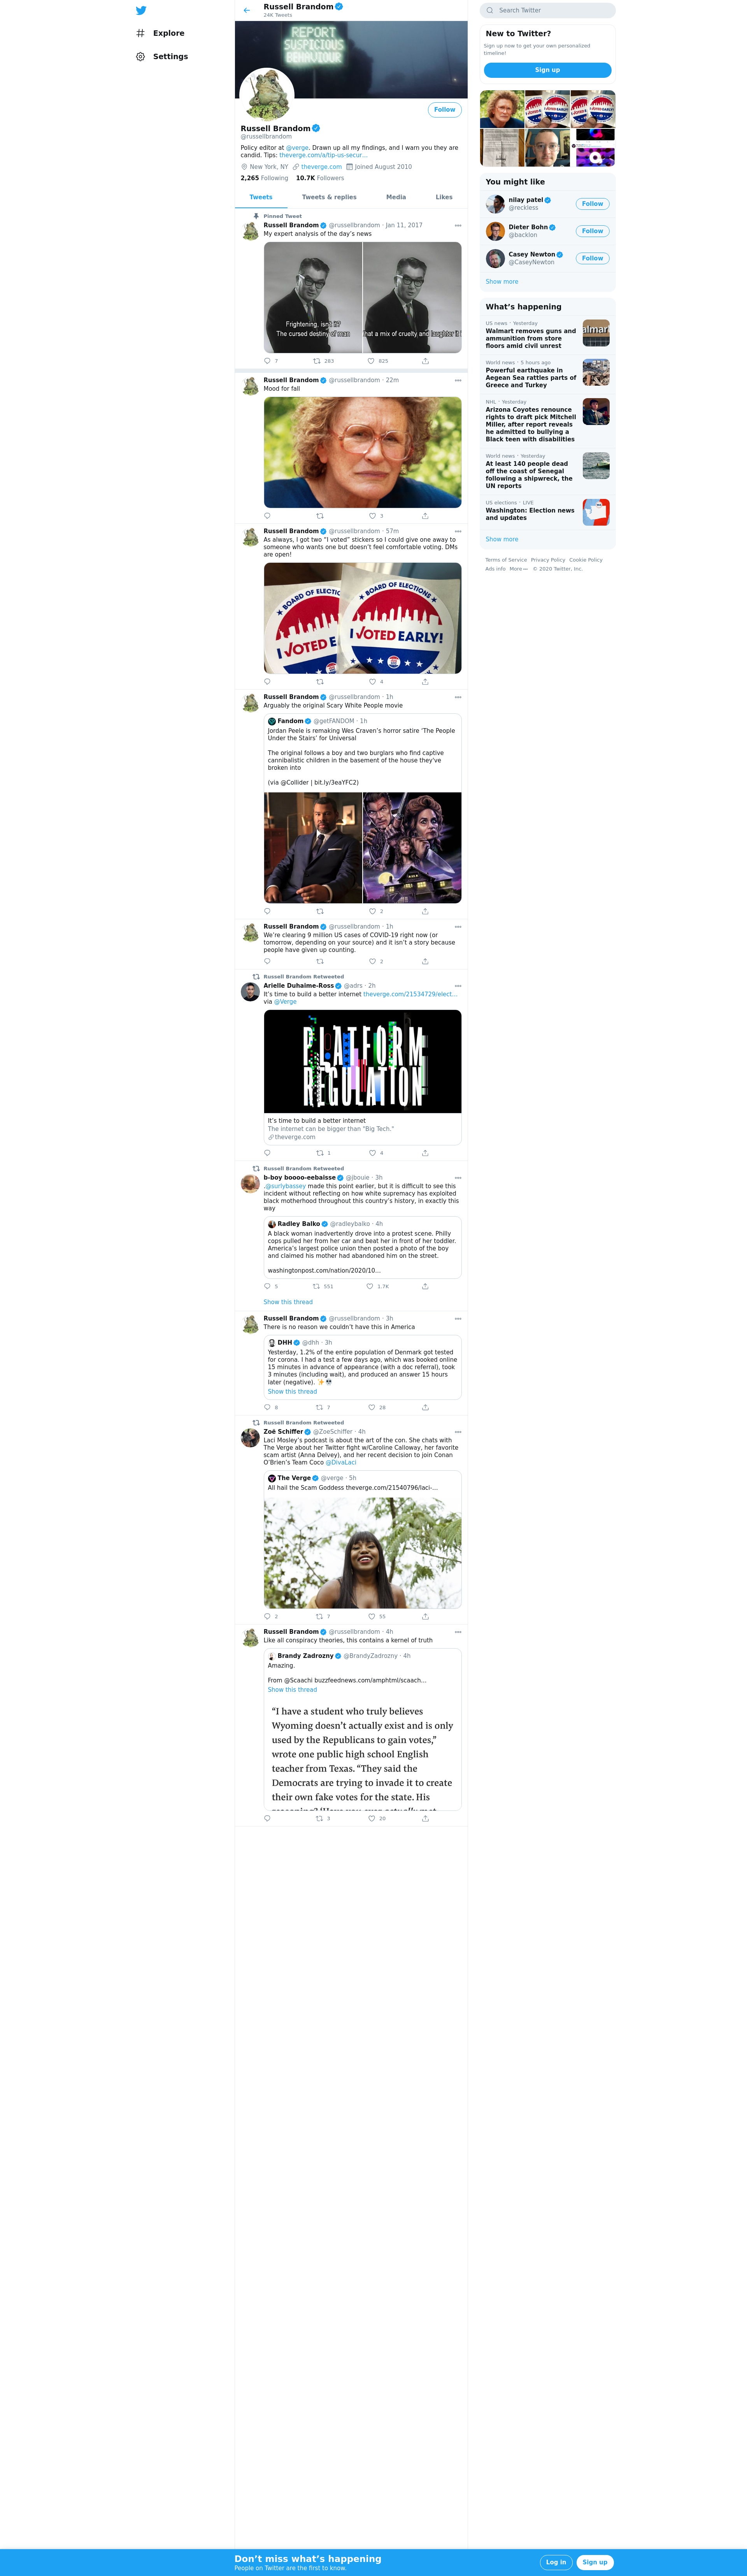 Explore
Settings
Russell Brandom
24K Tweets
REPORT
SUSPICIOUS
BEHAVIOUR
Follow
Russell Brandom
@russellbrandom
Policy editor at @verge. Drawn up all my findings, and I warn you they are
candid. Tips: theverge.com/a/tip-us-secur…
New York, NY theverge.com Joined August 2010
2,265 Following 10.7K Followers
Tweets Tweets & replies Media Likes
Pinned Tweet
Russell Brandom @russellbrandom · Jan 11, 2017
My expert analysis of the day's news
Frightening, isn't it?
The cursed destiny of man
that a mix of cruelty and laughter
7 283 825
Russell Brandom @russellbrandom · 22m
Mood for fall
3
Russell Brandom @russellbrandom · 57m
As always, I got two "I voted" stickers so I could give one away to
someone who wants one but doesn't feel comfortable voting. DMs
are open!
BOARD OF ELECTIONS
BOARD OF ELECTIONS
I VOTED EARLY!
4
Russell Brandom @russellbrandom · 1h
Arguably the original Scary White People movie
Fandom @getFANDOM · 1h
Jordan Peele is remaking Wes Craven's horror satire 'The People
Under the Stairs' for Universal
The original follows a boy and two burglars who find captive
cannibalistic children in the basement of the house they've
broken into
(via @Collider | bit.ly/3eaYFC2)
2
Russell Brandom @russellbrandom · 1h
We're clearing 9 million US cases of COVID-19 right now (or
tomorrow, depending on your source) and it isn't a story because
people have given up counting.
2
Russell Brandom Retweeted
Arielle Duhaime-Ross @adrs · 2h
It's time to build a better internet theverge.com/21534729/elect…
via @Verge
PLATFORM
REGULATION
It's time to build a better internet
The internet can be bigger than "Big Tech."
theverge.com
1 4
Russell Brandom Retweeted
b-boy boooo-eebaisse @jbouie · 3h
.@surlybassey made this point earlier, but it is difficult to see this
incident without reflecting on how white supremacy has exploited
black motherhood throughout this country's history, in exactly this
way
Radley Balko @radleybalko · 4h
A black woman inadvertently drove into a protest scene. Philly
cops pulled her from her car and beat her in front of her toddler.
America's largest police union then posted a photo of the boy
and claimed his mother had abandoned him on the street.
washingtonpost.com/nation/2020/10…
5 551 1.7K
Show this thread
Russell Brandom @russellbrandom · 3h
There is no reason we couldn't have this in America
DHH @dhh · 3h
Yesterday, 1.2% of the entire population of Denmark got tested
for corona. I had a test a few days ago, which was booked online
15 minutes in advance of appearance (with a doc referral), took
3 minutes (including wait), and produced an answer 15 hours
later (negative).
Show this thread
6 7 28
Russell Brandom Retweeted
Zoë Schiffer @ZoeSchiffer · 4h
Laci Mosley's podcast is about the art of the con. She chats with
The Verge about her Twitter fight w/Caroline Calloway, her favorite
scam artist (Anna Delvey), and her recent decision to join Conan
O'Brien's Team Coco @DivaLaci
The Verge @verge · 5h
All hail the Scam Goddess theverge.com/21540796/laci-…
2 7 55
Russell Brandom @russellbrandom · 4h
Like all conspiracy theories, this contains a kernel of truth
Brandy Zadrozny @BrandyZadrozny · 4h
Amazing.
From @Scaachi buzzfeednews.com/amphtml/scaach…
Show this thread
"I have a student who truly believes
Wyoming doesn't actually exist and is only
used by the Republicans to gain votes,"
wrote one public high school English
teacher from Texas. "They said the
Democrats are trying to invade it to create
their own fake votes for the state. His
3 20
Search Twitter
New to Twitter?
Sign up now to get your own personalized
timeline!
Sign up
You might like
nilay patel
@reckless
Follow
Dieter Bohn
@backlon
Follow
Casey Newton
@CaseyNewton
Follow
Show more
What's happening
US news · Yesterday
Walmart removes guns and
ammunition from store
floors amid civil unrest
World news · 5 hours ago
Powerful earthquake in
Aegean Sea rattles parts of
Greece and Turkey
NHL · Yesterday
Arizona Coyotes renounce
rights to draft pick Mitchell
Miller, after report reveals
he admitted to bullying a
Black teen with disabilities
World news · Yesterday
At least 140 people dead
off the coast of Senegal
following a shipwreck, the
UN reports
US elections · LIVE
Washington: Election news
and updates
Show more
Terms of Service Privacy Policy Cookie Policy
Ads info More © 2020 Twitter, Inc.
Don't miss what's happening
People on Twitter are the first to know.
Log in Sign up